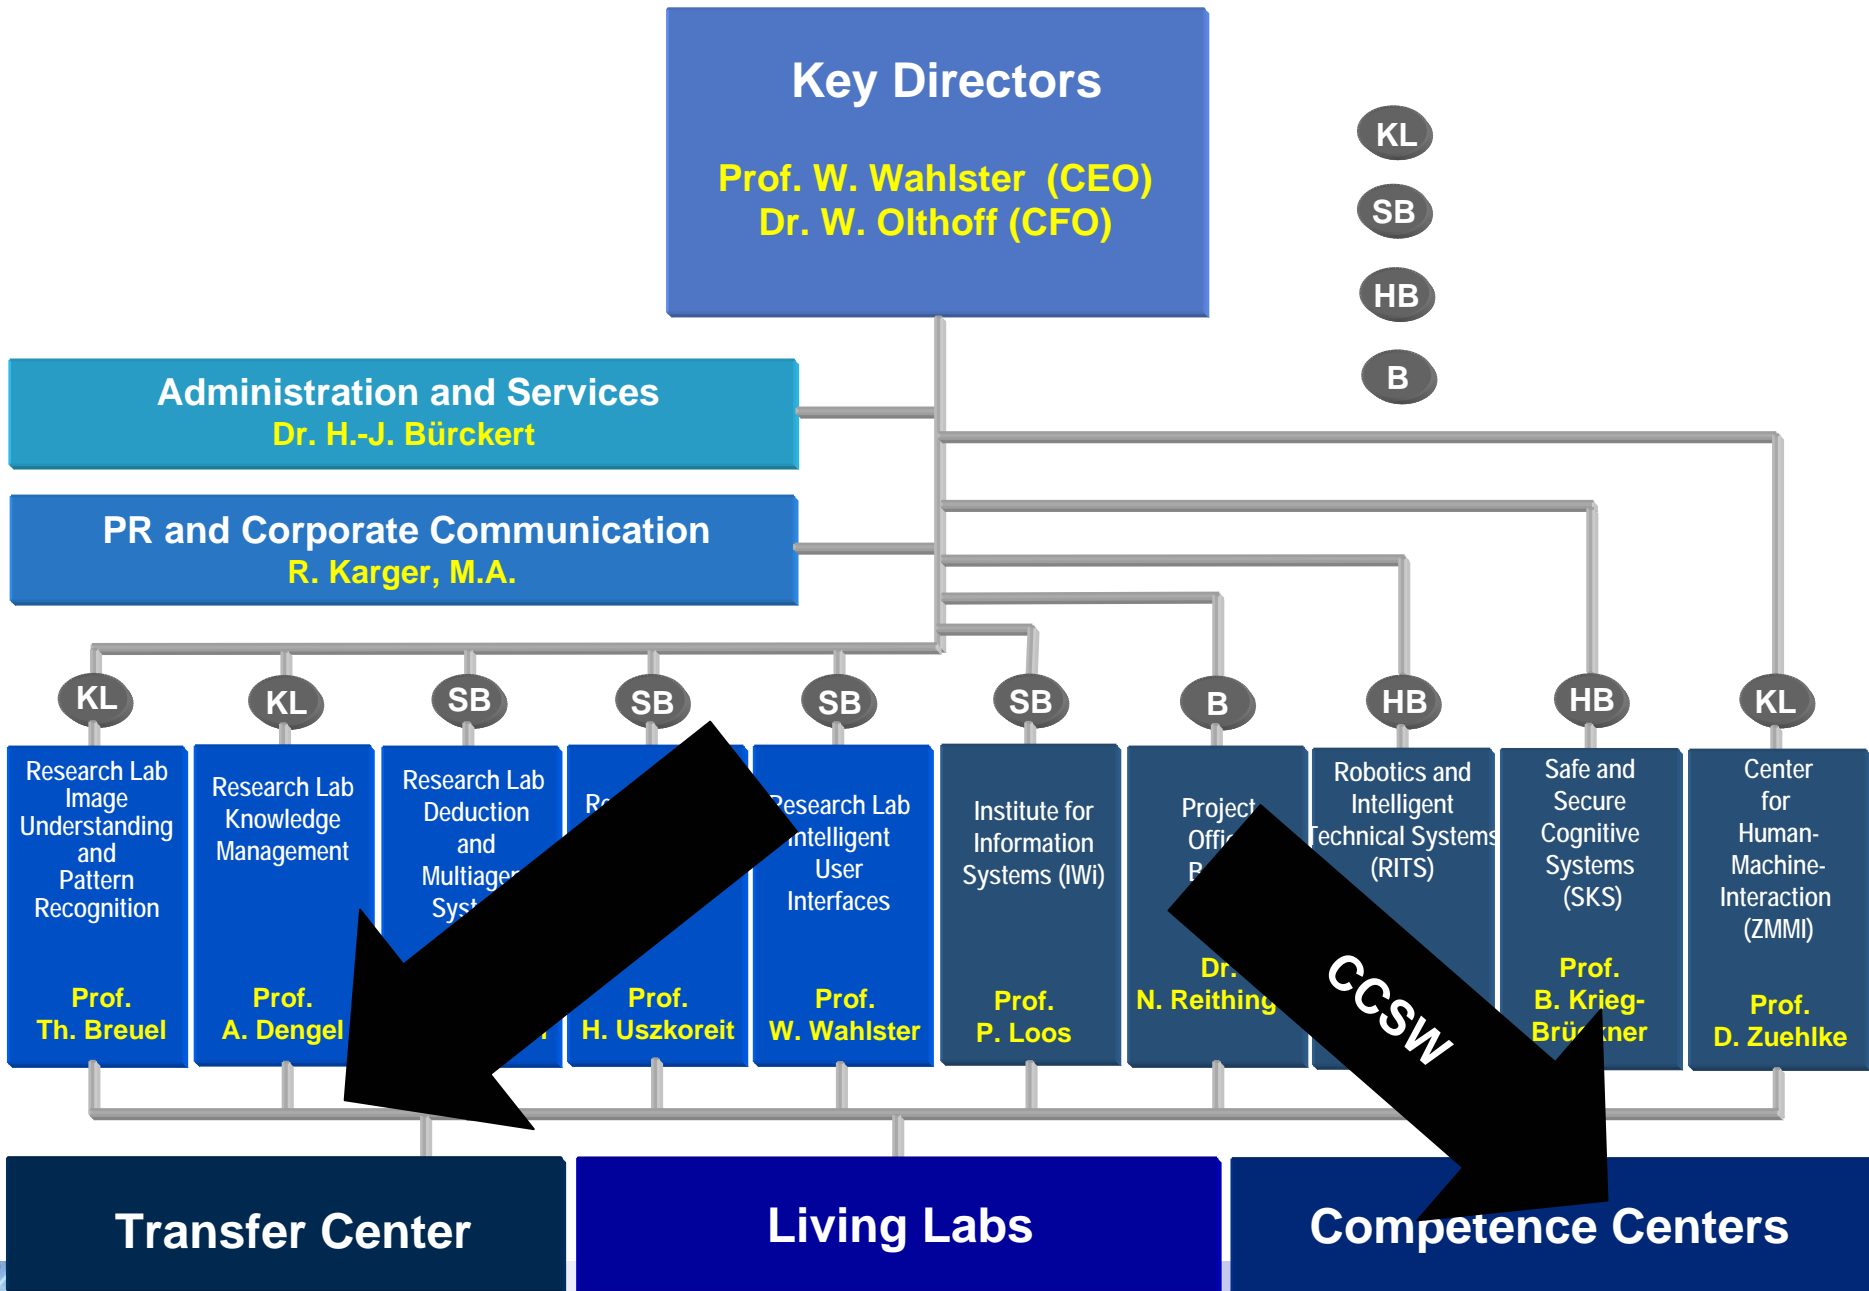 Key Directors
Prof. W. Wahlster (CEO)
Dr. W. Olthoff (CFO)
KL
SB
HB
B
Administration and Services
Dr. H.-J. Bürckert
PR and Corporate Communication
R. Karger, M.A.
KL
KL
SB
SB
SB
SB
B
HB
HB
KL
Research Lab
Image
Understanding
and
Pattern
Recognition
Prof.
Th. Breuel
Research Lab
Knowledge
Management
Prof.
A. Dengel
Research Lab
Deduction
and
Prof.
H. Uszkoreit
Research Lab
Intelligent
User
Interfaces
Prof.
W. Wahlster
Institute for
Information
Systems (IWi)
Prof.
P. Loos
Project
Dr.
N.
Robotics and
Intelligent
Technical Systems
(RITS)
Safe and
Secure
Cognitive
Systems
(SKS)
Prof.
B. Krieg-
Brückner
Center
for
Human-
Machine-
Interaction
(ZMMI)
Prof.
D. Zuehlke
CCSW
Transfer Center
Living Labs
Competence Centers